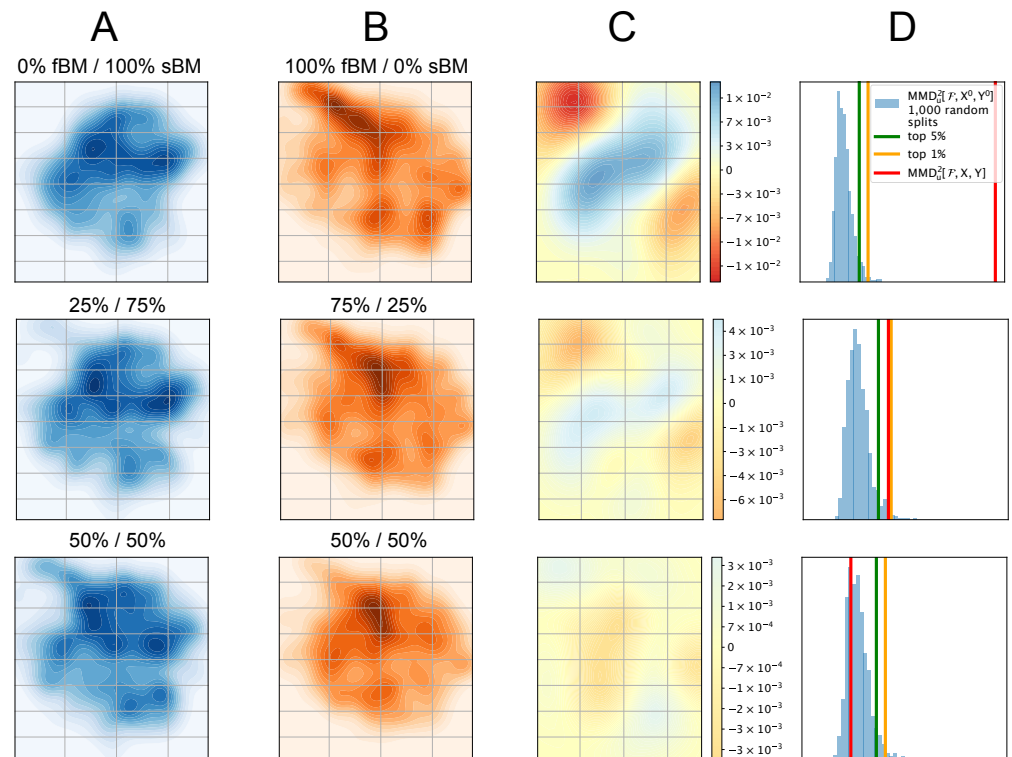 A B C D
0% fBM / 100% sBM
100% fBM / 0% sBM
1 × 10⁻²
7 × 10⁻³
3 × 10⁻³
0
−3 × 10⁻³
−7 × 10⁻³
−1 × 10⁻²
−1 × 10⁻²
MMD²ᵤ[ℱ, X⁰, Y⁰]
1,000 random
splits
top 5%
top 1%
MMD²ᵤ[ℱ, X, Y]
25% / 75%
75% / 25%
4 × 10⁻³
3 × 10⁻³
1 × 10⁻³
0
−1 × 10⁻³
−3 × 10⁻³
−4 × 10⁻³
−6 × 10⁻³
50% / 50%
50% / 50%
3 × 10⁻³
2 × 10⁻³
1 × 10⁻³
7 × 10⁻⁴
0
−7 × 10⁻⁴
−1 × 10⁻³
−2 × 10⁻³
−3 × 10⁻³
−3 × 10⁻³